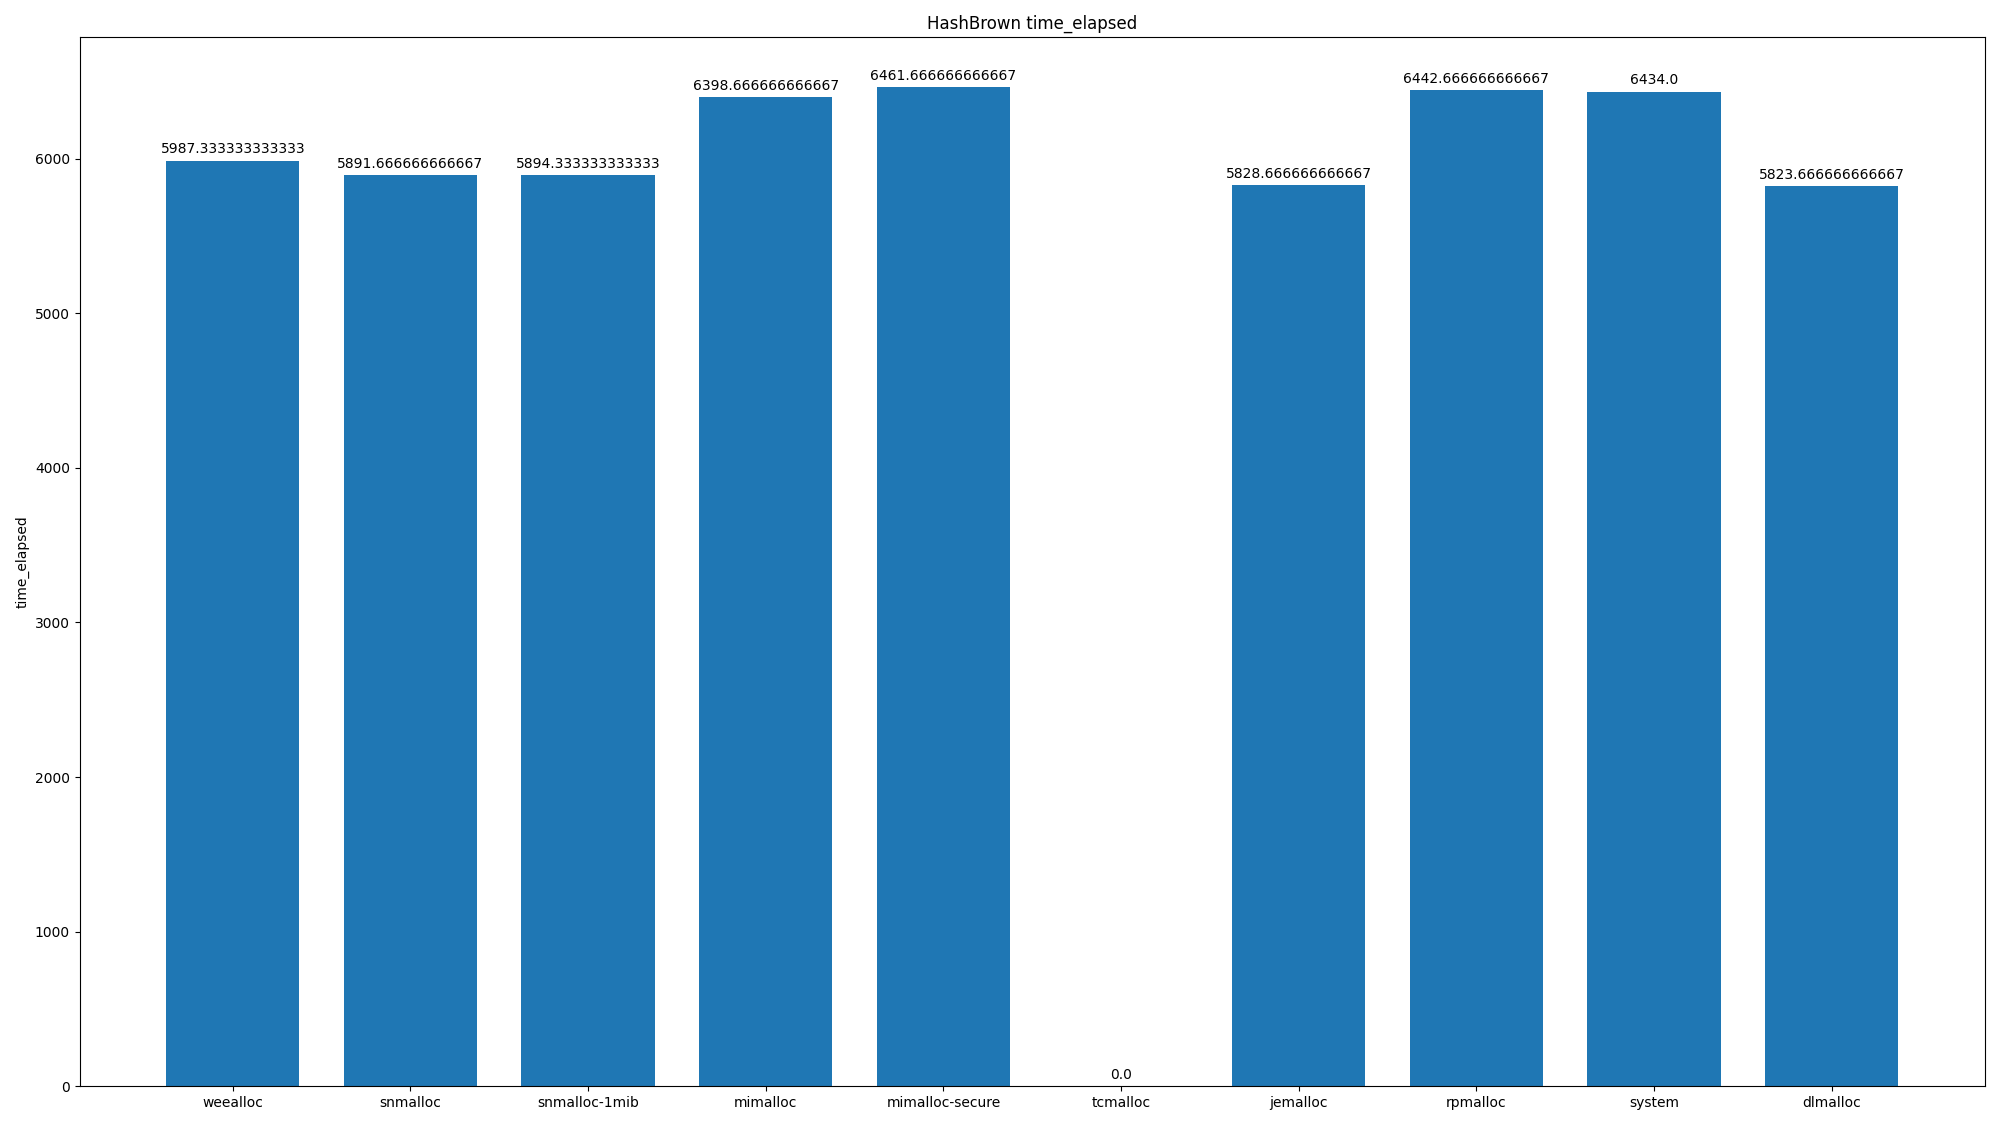 HashBrown time_elapsed
6461.666666666667
6398.666666666667
6442.666666666667
6434.0
5987.333333333333
5891.666666666667
5894.333333333333
5828.666666666667
5823.666666666667
0.0
6000
5000
4000
3000
2000
1000
0
time_elapsed
weealloc
snmalloc
snmalloc-1mib
mimalloc
mimalloc-secure
tcmalloc
jemalloc
rpmalloc
system
dlmalloc